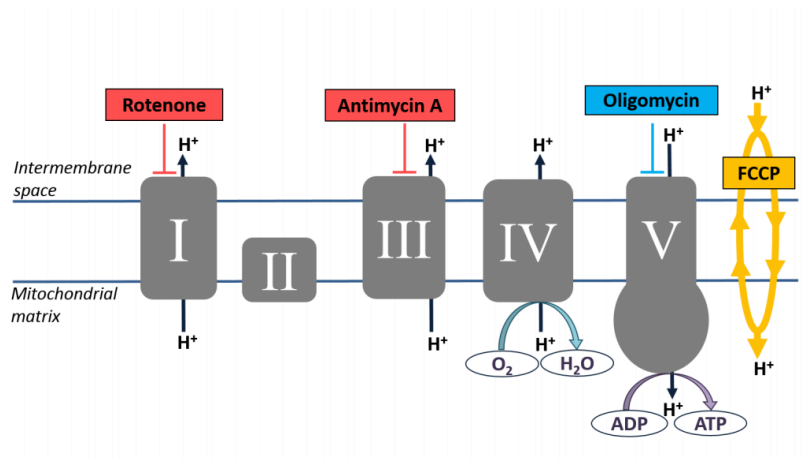 Rotenone
Antimycin A
Oligomycin
H⁺
H⁺
H⁺
H⁺
H⁺
Intermembrane
space
FCCP
I
II
III
IV
V
Mitochondrial
matrix
H⁺
H⁺
H⁺
O₂
H₂O
H⁺
H⁺
ADP
ATP